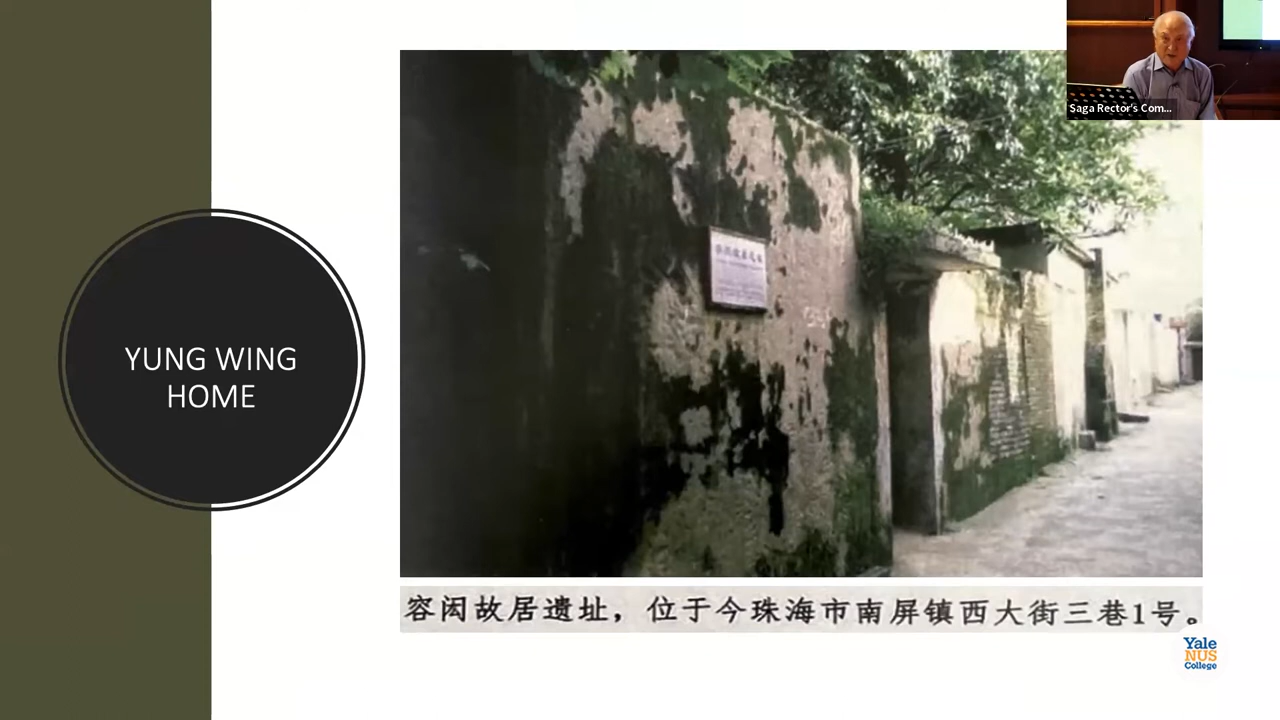 YUNG WING
HOME
容闳故居遗址，位于今珠海市南屏镇西大街三巷1号。
Saga Rector's Com...
Yale
NUS
College